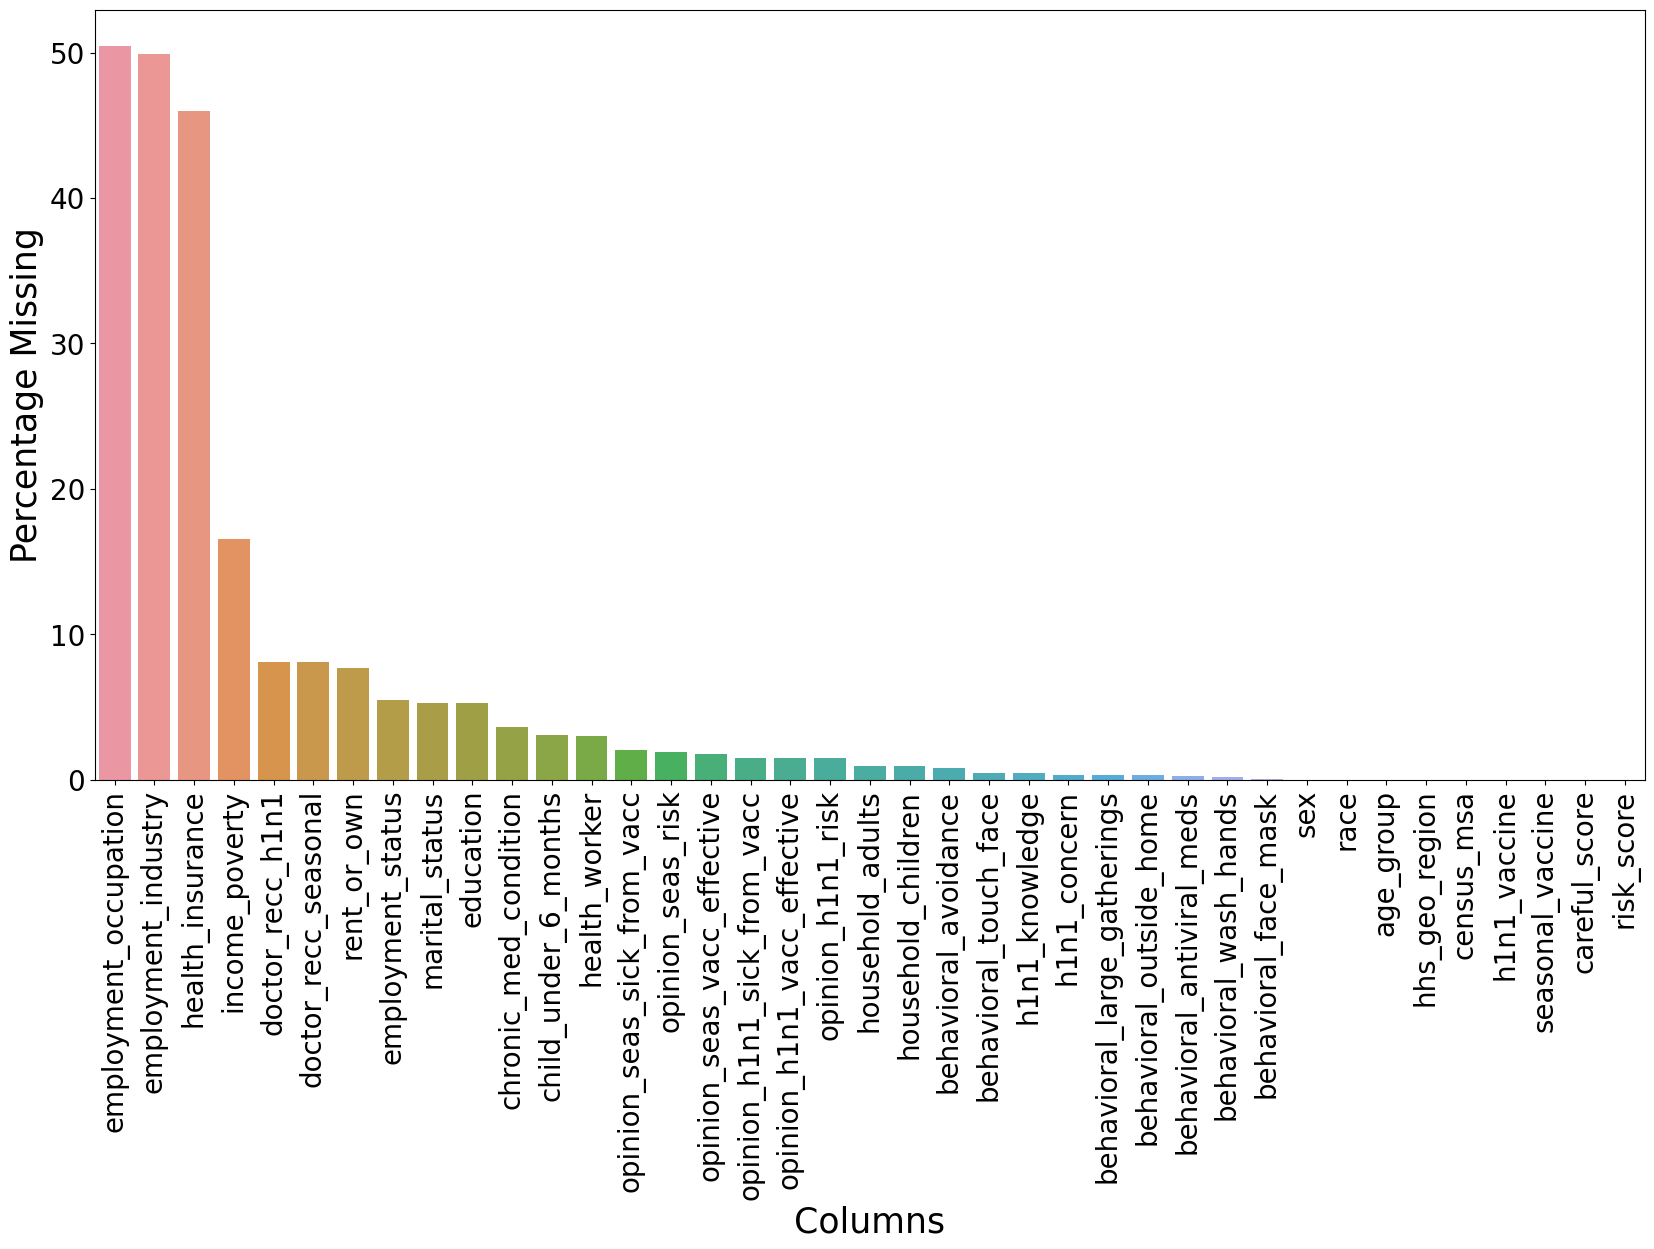 Percentage Missing
50
40
30
20
10
0
employment_occupation
employment_industry
health_insurance
income_poverty
doctor_recc_h1n1
doctor_recc_seasonal
rent_or_own
employment_status
marital_status
education
chronic_med_condition
child_under_6_months
health_worker
opinion_seas_sick_from_vacc
opinion_seas_risk
opinion_seas_vacc_effective
opinion_h1n1_sick_from_vacc
opinion_h1n1_vacc_effective
opinion_h1n1_risk
household_adults
household_children
behavioral_avoidance
behavioral_touch_face
h1n1_knowledge
h1n1_concern
behavioral_large_gatherings
behavioral_outside_home
behavioral_antiviral_meds
behavioral_wash_hands
behavioral_face_mask
sex
race
age_group
hhs_geo_region
census_msa
h1n1_vaccine
seasonal_vaccine
careful_score
risk_score
Columns